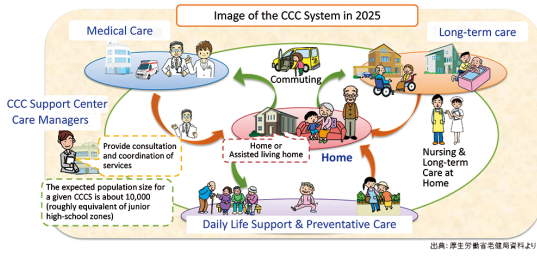 Image of the CCC System in 2025
Medical Care
Long-term care
Commuting
CCC Support Center
Care Managers
Provide consultation
and coordination of
services
Home or
Assisted living home
Home
Nursing &
Long-term
Care at
Home
The expected population size for
a given CCCS is about 10,000
(roughly equivalent of junior
high-school zones)
Daily Life Support & Preventative Care
出典:厚生労働省老健局資料より